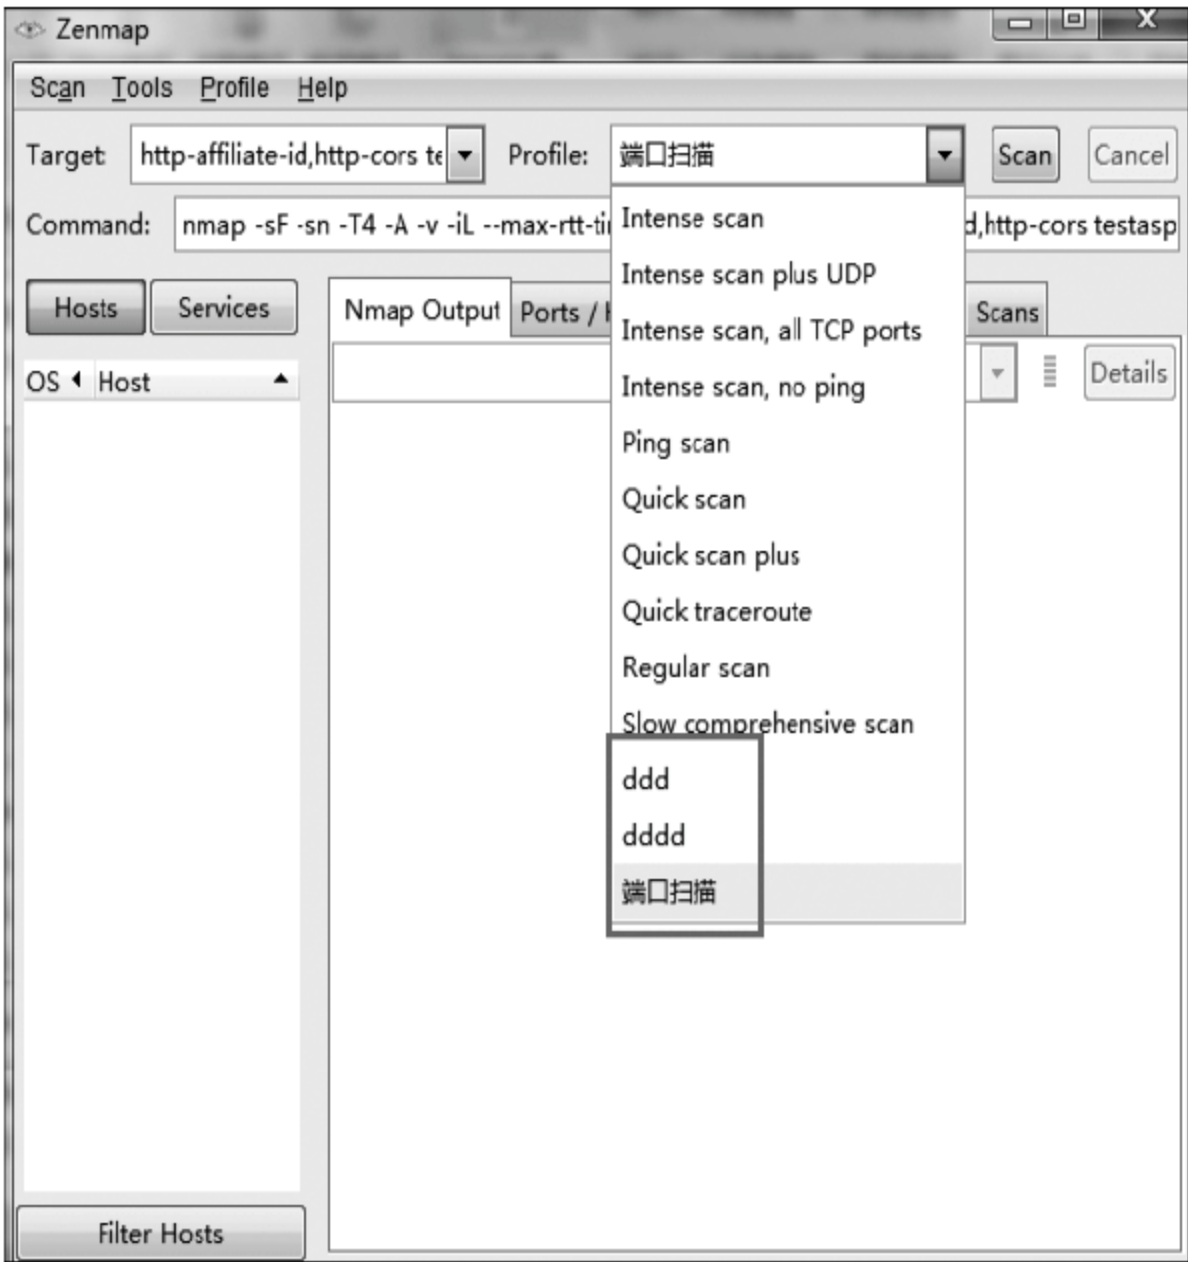 Zenmap
Scan Tools Profile Help
Target: http-affiliate-id,http-cors te Profile: 端口扫描 Scan Cancel
Command: nmap -sF -sn -T4 -A -v -iL --max-rtt-ti d,http-cors testasp
Hosts Services Nmap Output Ports / Scans
OS Host Details
Intense scan
Intense scan plus UDP
Intense scan, all TCP ports
Intense scan, no ping
Ping scan
Quick scan
Quick scan plus
Quick traceroute
Regular scan
Slow comprehensive scan
ddd
dddd
端口扫描
Filter Hosts